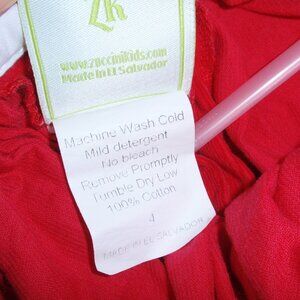 ZK
www.zuccinikids.com
Made in El Salvador
Machine Wash Cold
Mild detergent
No bleach
Remove Promptly
Tumble Dry Low
100% Cotton
4
MADE IN EL SALVADOR